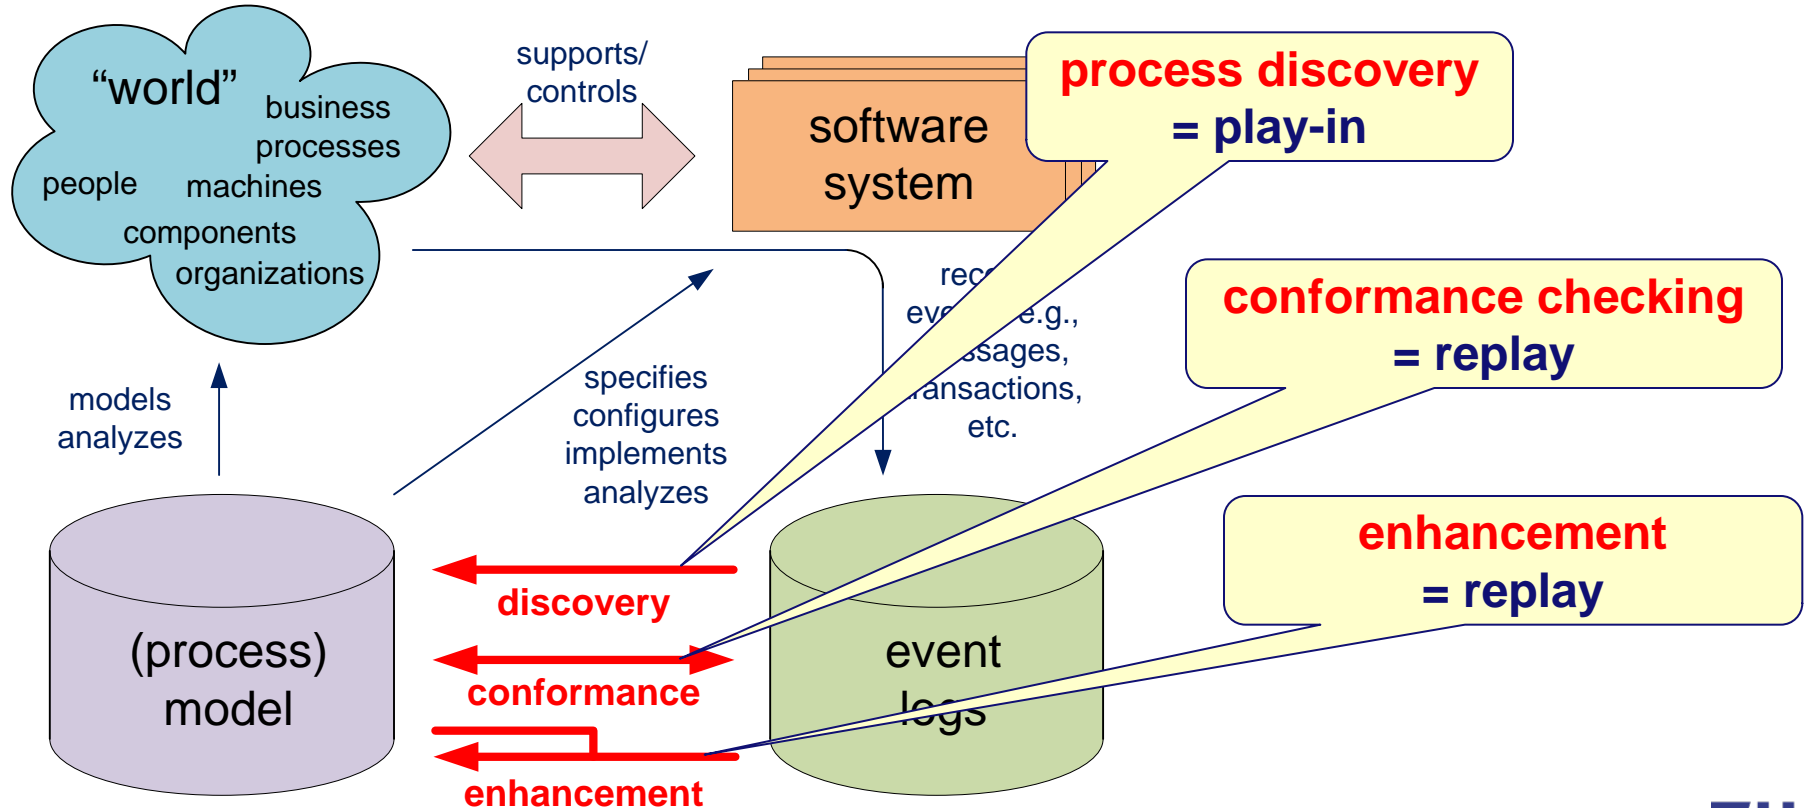 “world”
business
processes
people
machines
components
organizations
supports/
controls
software
system
process discovery
= play-in
e.g.,
etc.
conformance checking
= replay
models
analyzes
specifies
configures
implements
analyzes
enhancement
= replay
discovery
conformance
enhancement
(process)
model
event
logs